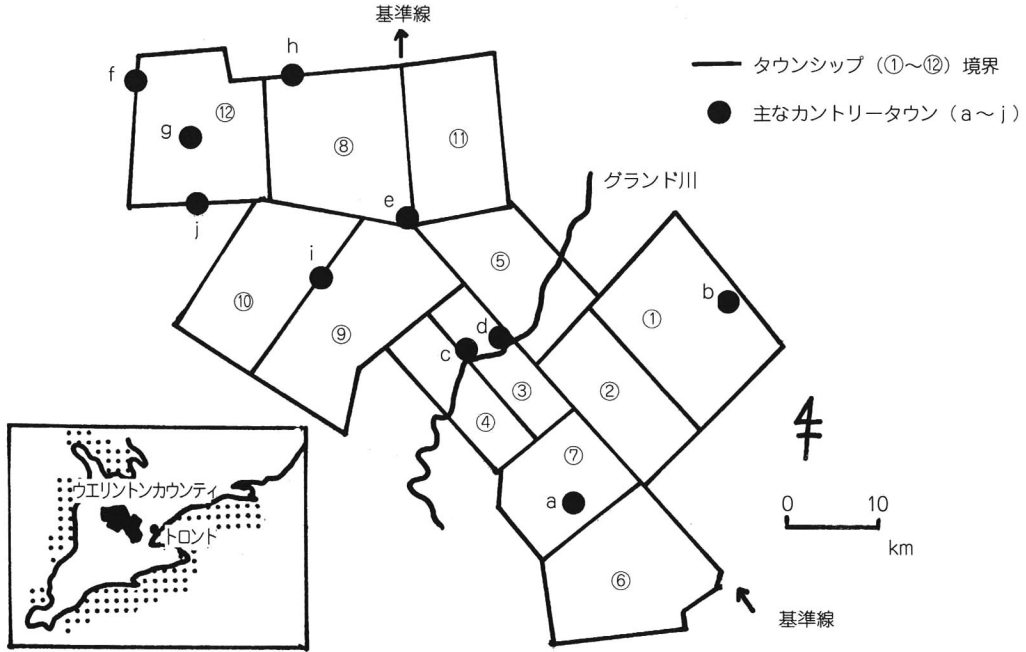 基準線
タウンシップ（①～⑫）境界
主なカントリータウン（a～j）
h
f
⑫
g
⑧
⑪
グランド川
e
j
⑤
i
b
⑩
①
⑨
d
c
③
②
④
⑦
a
⑥
0 10
km
基準線
ウエリントンカウンティ
トロント